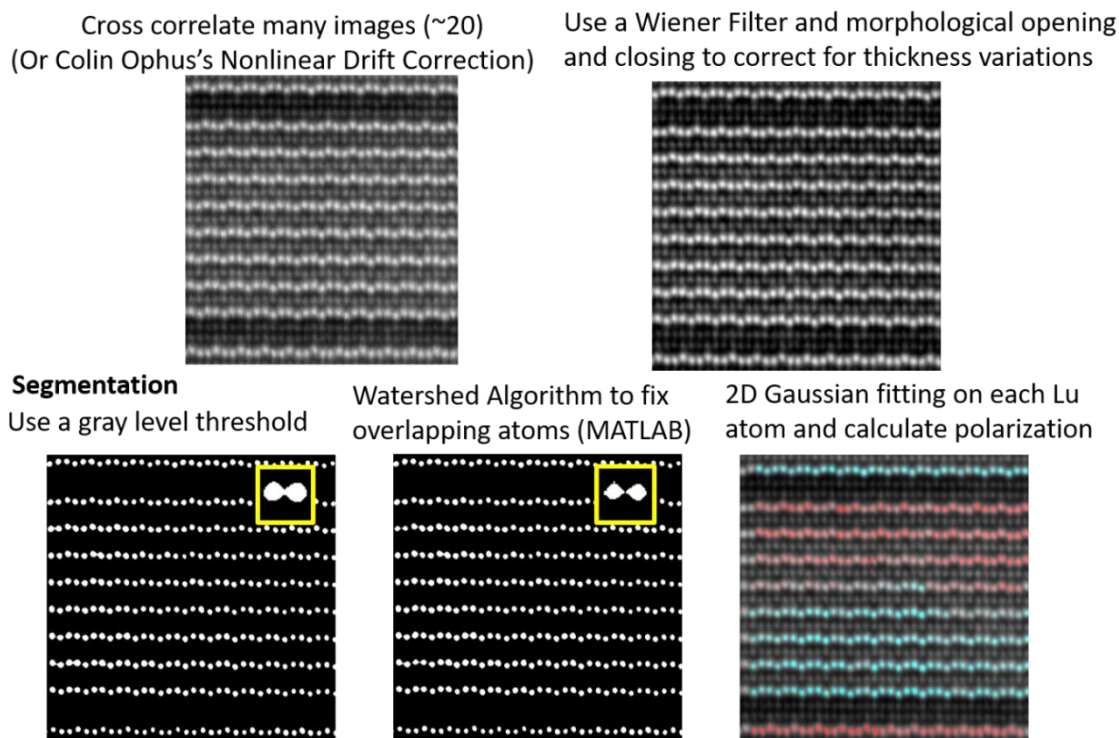 Cross correlate many images (~20)
(Or Colin Ophus's Nonlinear Drift Correction)
Use a Wiener Filter and morphological opening
and closing to correct for thickness variations
Segmentation
Use a gray level threshold
Watershed Algorithm to fix
overlapping atoms (MATLAB)
2D Gaussian fitting on each Lu
atom and calculate polarization